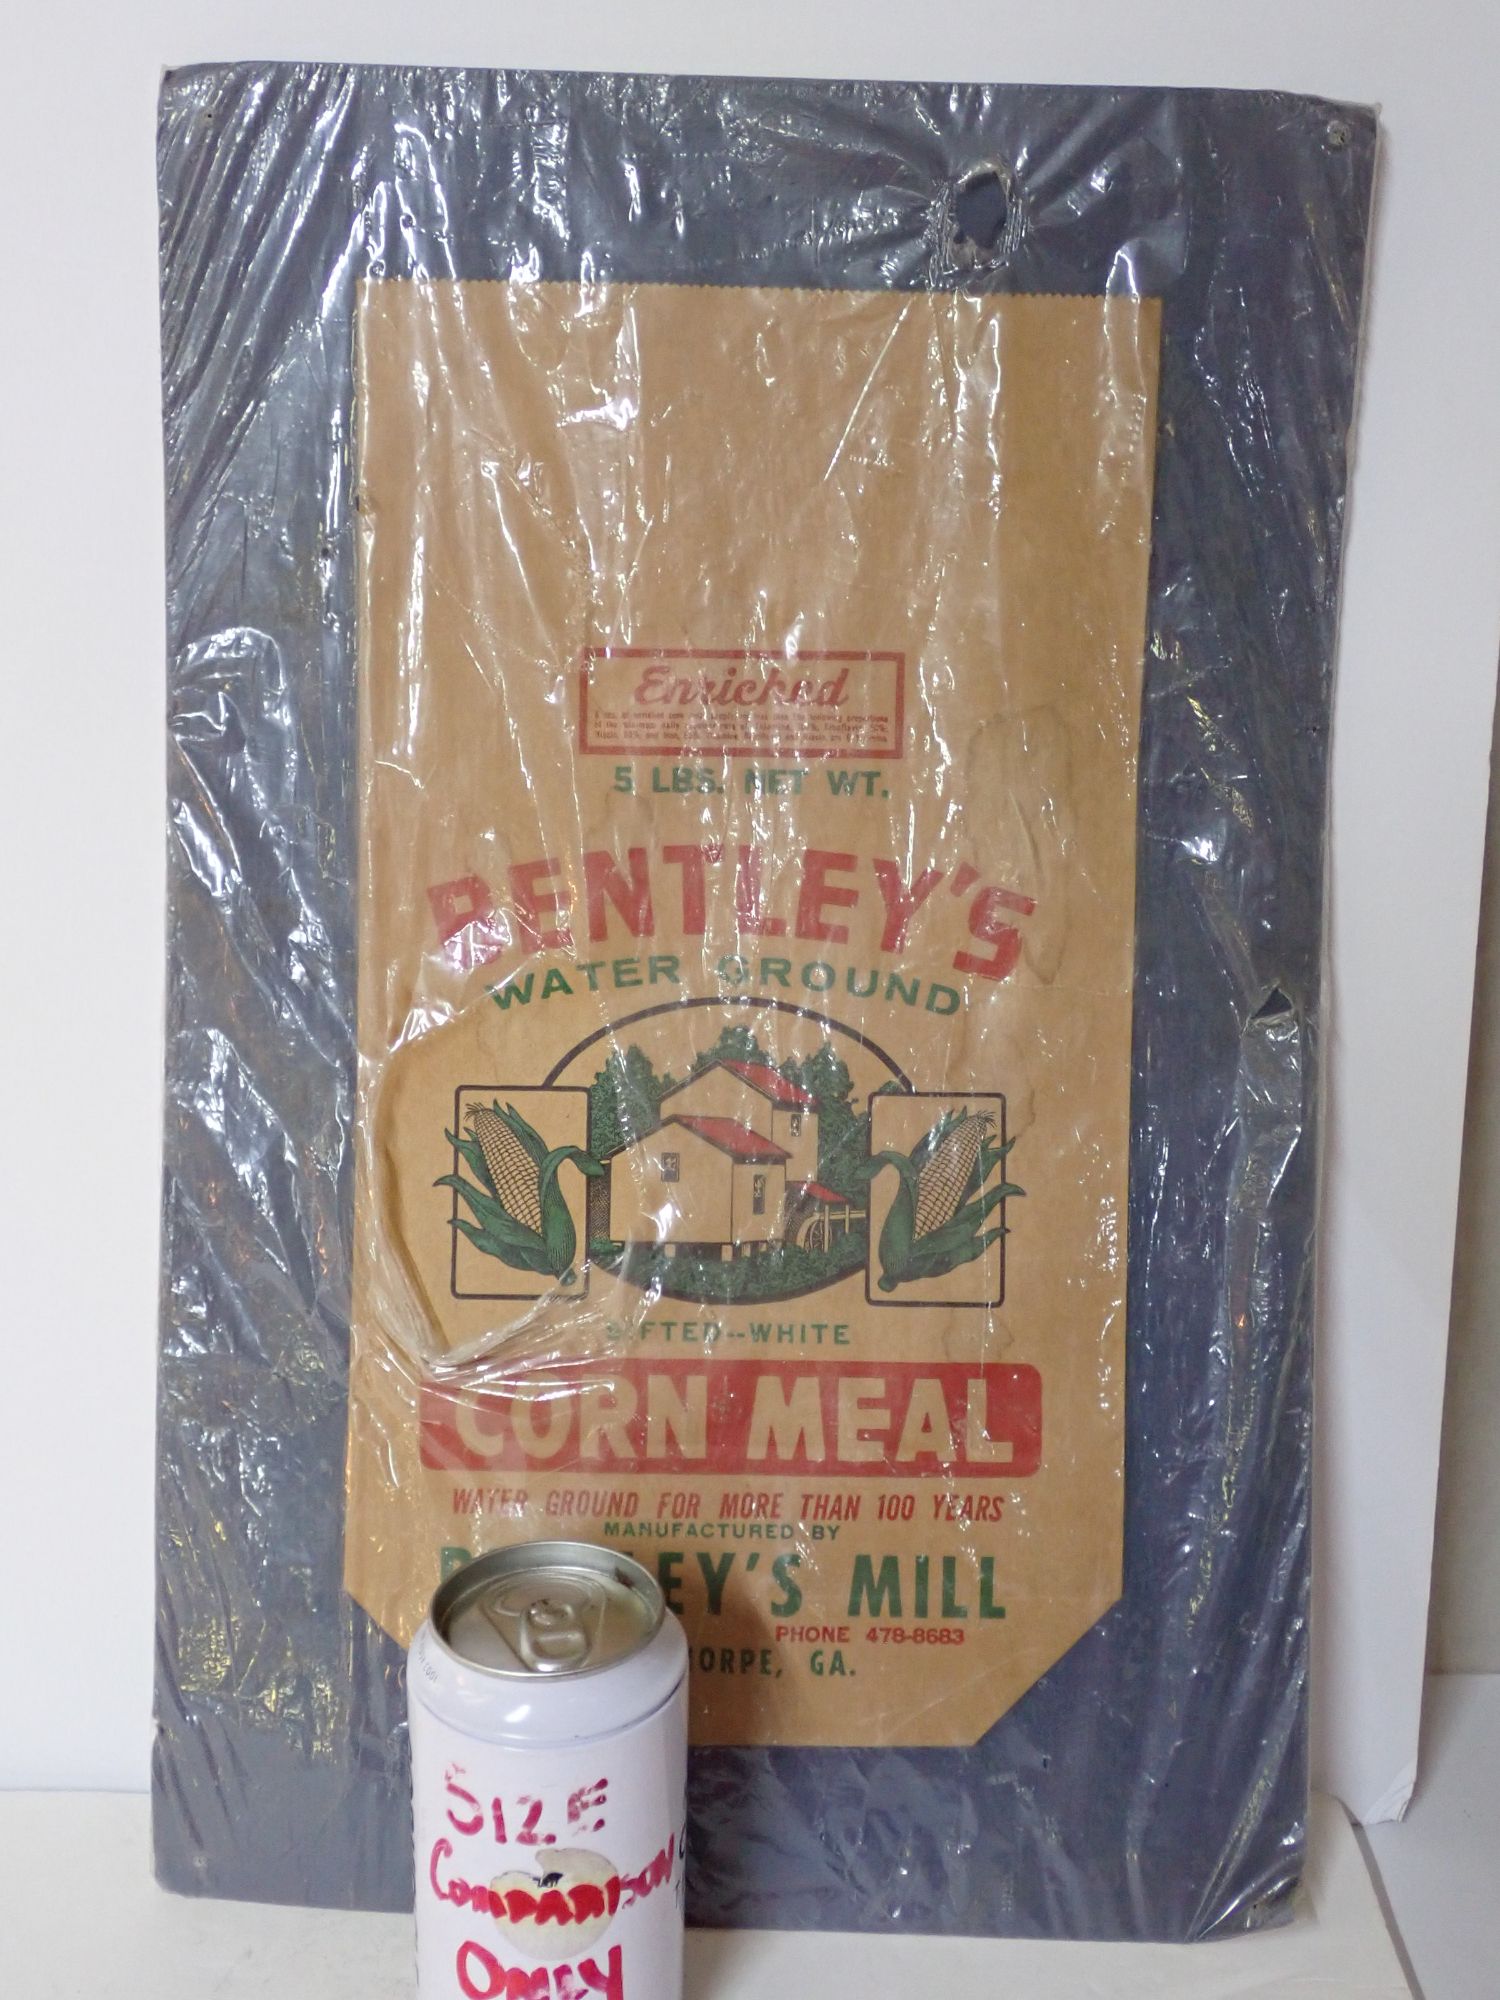 Enriched
5 LBS. NET WT.
BENTLEY'S
WATER GROUND
SIFTED--WHITE
CORN MEAL
WATER GROUND FOR MORE THAN 100 YEARS
MANUFACTURED BY
B EY'S MILL
PHONE 478-8683
ORPE, GA.
SIZE
COMPARISON
ONLY